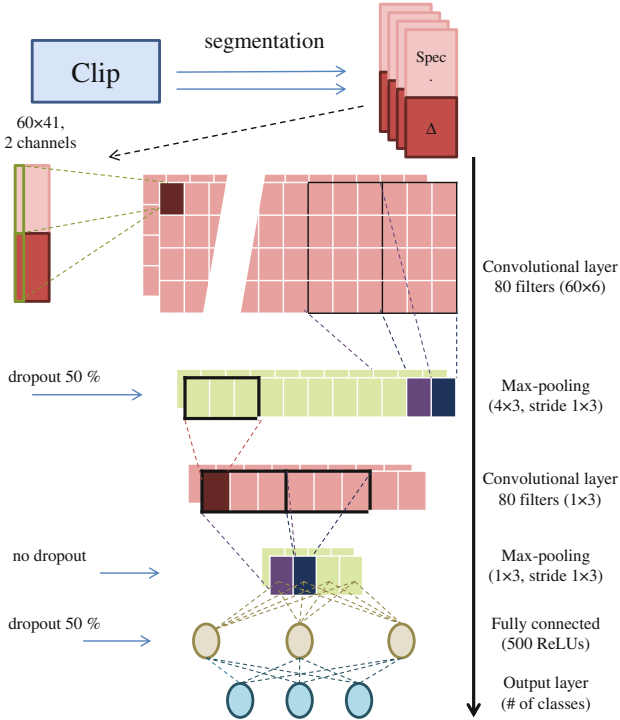 segmentation
Clip
Spec
.
Δ
60×41,
2 channels
Convolutional layer
80 filters (60×6)
dropout 50 %
Max-pooling
(4×3, stride 1×3)
Convolutional layer
80 filters (1×3)
no dropout
Max-pooling
(1×3, stride 1×3)
dropout 50 %
Fully connected
(500 ReLUs)
Output layer
(# of classes)